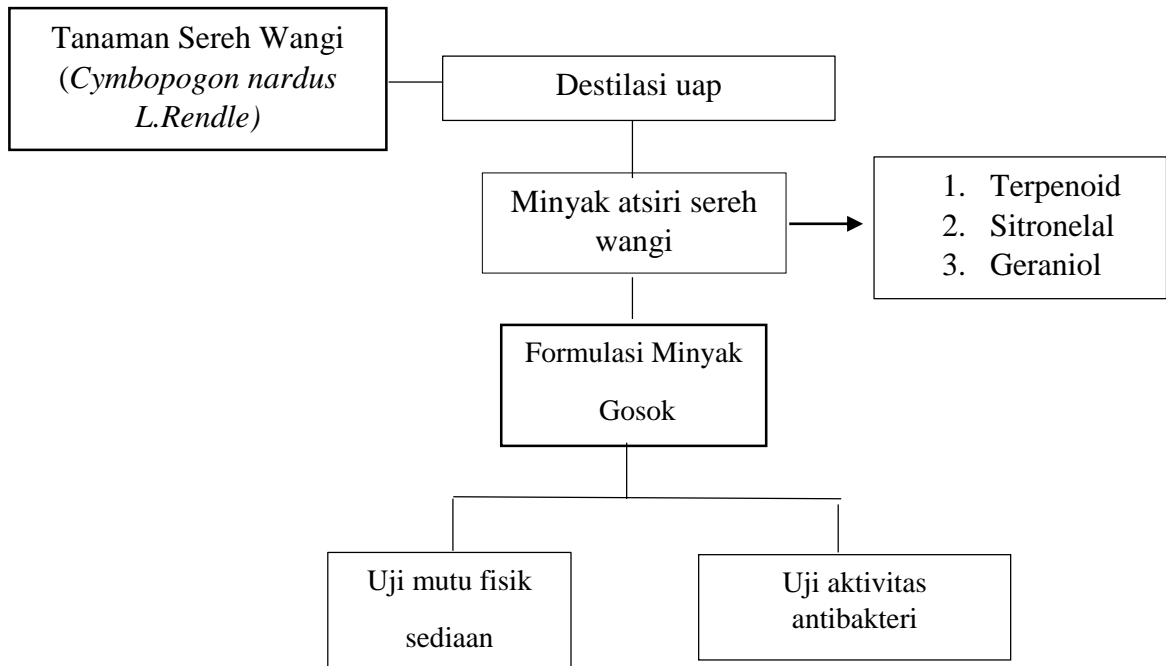 Tanaman Sereh Wangi
(Cymbopogon nardus
L.Rendle)
Destilasi uap
Minyak atsiri sereh
wangi
1. Terpenoid
2. Sitronelal
3. Geraniol
Formulasi Minyak
Gosok
Uji mutu fisik
sediaan
Uji aktivitas
antibakteri